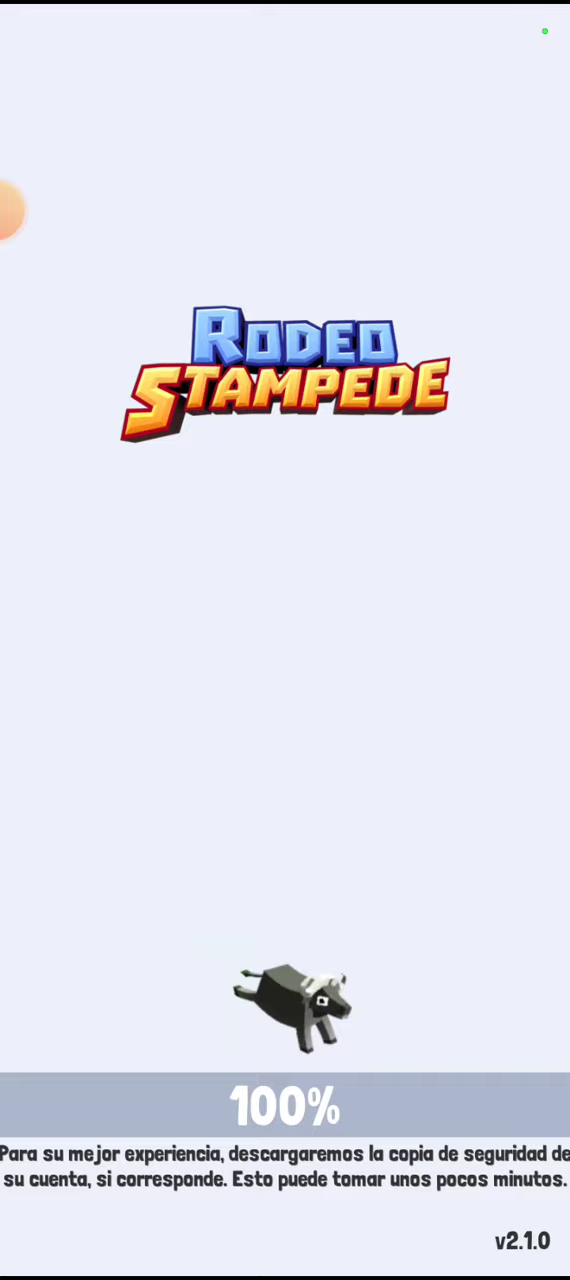 RODEO
STAMPEDE
100%
Para su mejor experiencia, descargaremos la copia de seguridad de
su cuenta, si corresponde. Esto puede tomar unos pocos minutos.
v2.1.0